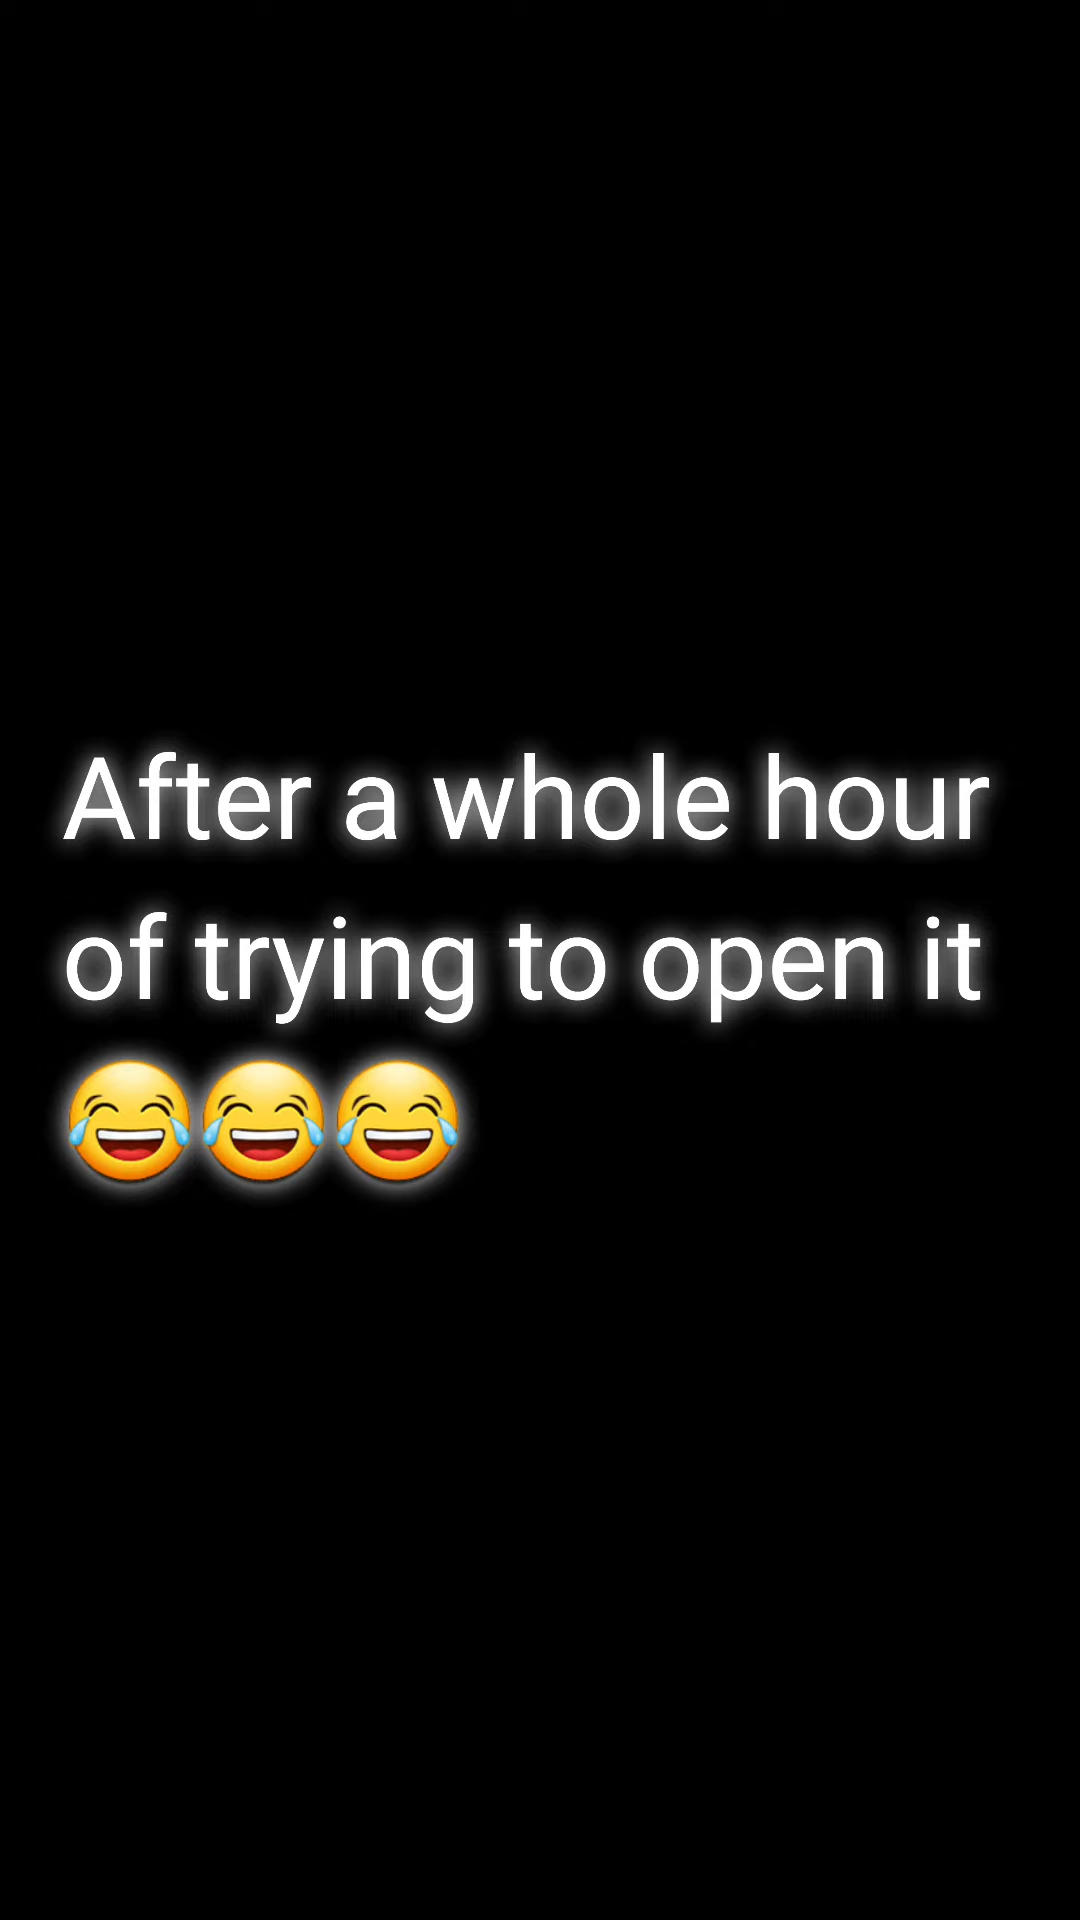 After a whole hour
of trying to open it
😂😂😂